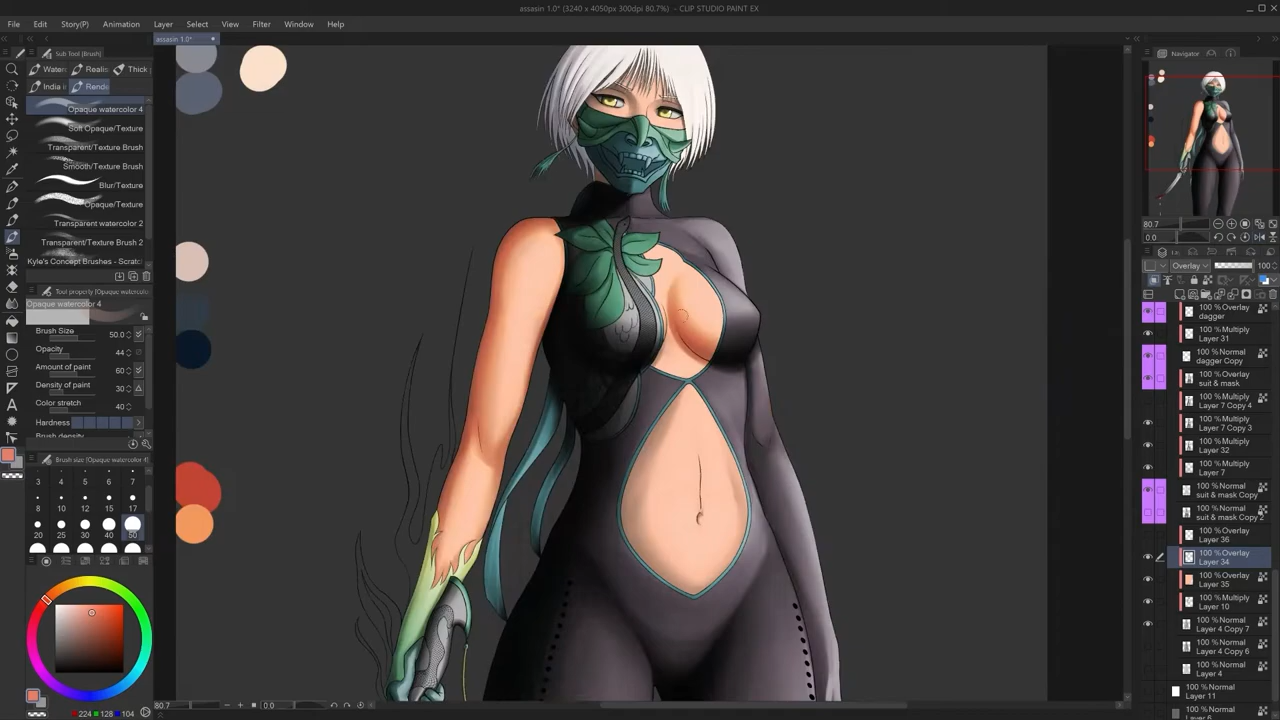 assasin 1.0* (3240 x 4050px 300dpi 80.7%) - CLIP STUDIO PAINT EX
File Edit Story(P) Animation Layer Select View Filter Window Help
assasin 1.0*
Sub Tool [Brush]
Water Realis Thick
India i Rende
Opaque watercolor 4
Soft Opaque/Texture
Transparent/Texture Brush
Smooth/Texture Brush
Blur/Texture
Opaque/Texture
Transparent watercolor 2
Transparent/Texture Brush 2
Kyle's Concept Brushes - Scratc
Tool property [Opaque watercolo
Opaque watercolor 4
Brush Size 50.0
Opacity 44
Amount of paint 60
Density of paint 30
Color stretch 40
Hardness
Brush density
Brush size [Opaque watercolor 4]
3 4 5 6 7
8 10 12 15 17
20 25 30 40 50
224 128 104
80.7 0.0
Navigator
80.7
0.0
Overlay 100
100 % Overlay
dagger
100 % Multiply
Layer 31
100 % Normal
dagger Copy
100 % Overlay
suit & mask
100 % Multiply
Layer 7 Copy 4
100 % Multiply
Layer 7 Copy 3
100 % Multiply
Layer 32
100 % Multiply
Layer 7
100 % Normal
suit & mask Copy
100 % Normal
suit & mask Copy 2
100 % Overlay
Layer 36
100 % Overlay
Layer 34
100 % Overlay
Layer 35
100 % Multiply
Layer 10
100 % Normal
Layer 4 Copy 7
100 % Normal
Layer 4 Copy 6
100 % Normal
Layer 4
100 % Normal
Layer 11
100 % Normal